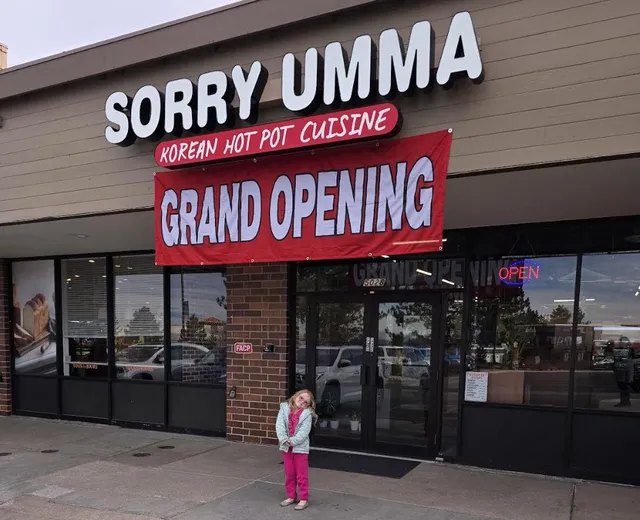 SORRY UMMA
KOREAN HOT POT CUISINE
GRAND OPENING
GRAND OPENING
5028
OPEN
FACP